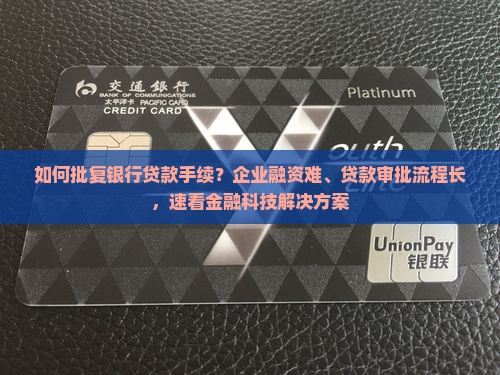 交通銀行
BANK OF COMMUNICATIONS
太平洋卡 PACIFIC CARD
CREDIT CARD
Platinum
outh
如何批复银行贷款手续？企业融资难、贷款审批流程长
，速看金融科技解决方案
UnionPay
银联